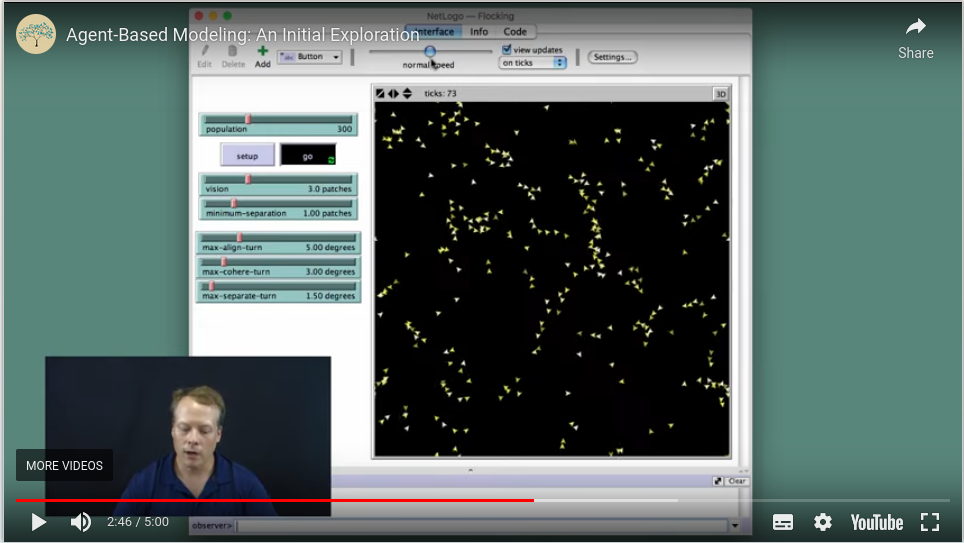 NetLogo — Flocking
Agent-Based Modeling: An Initial Exploration
Interface Info Code
Share
Edit Delete Add
abc Button
normal speed
view updates
on ticks
Settings...
ticks: 73
3D
population 300
setup go
vision 3.0 patches
minimum-separation 1.00 patches
max-align-turn 5.00 degrees
max-cohere-turn 3.00 degrees
max-separate-turn 1.50 degrees
MORE VIDEOS
Clear
2:46 / 5:00
YouTube
observer>